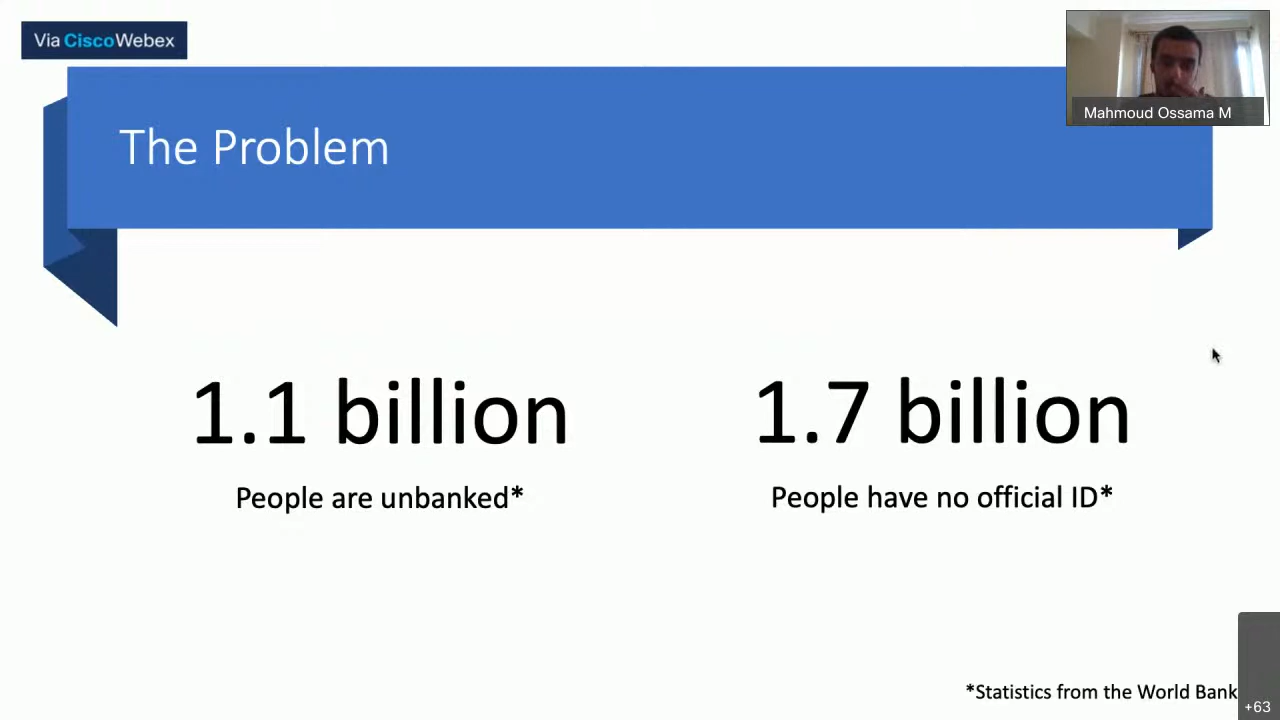 Via CiscoWebex
Mahmoud Ossama M
The Problem
1.1 billion
People are unbanked*
1.7 billion
People have no official ID*
*Statistics from the World Bank
+63